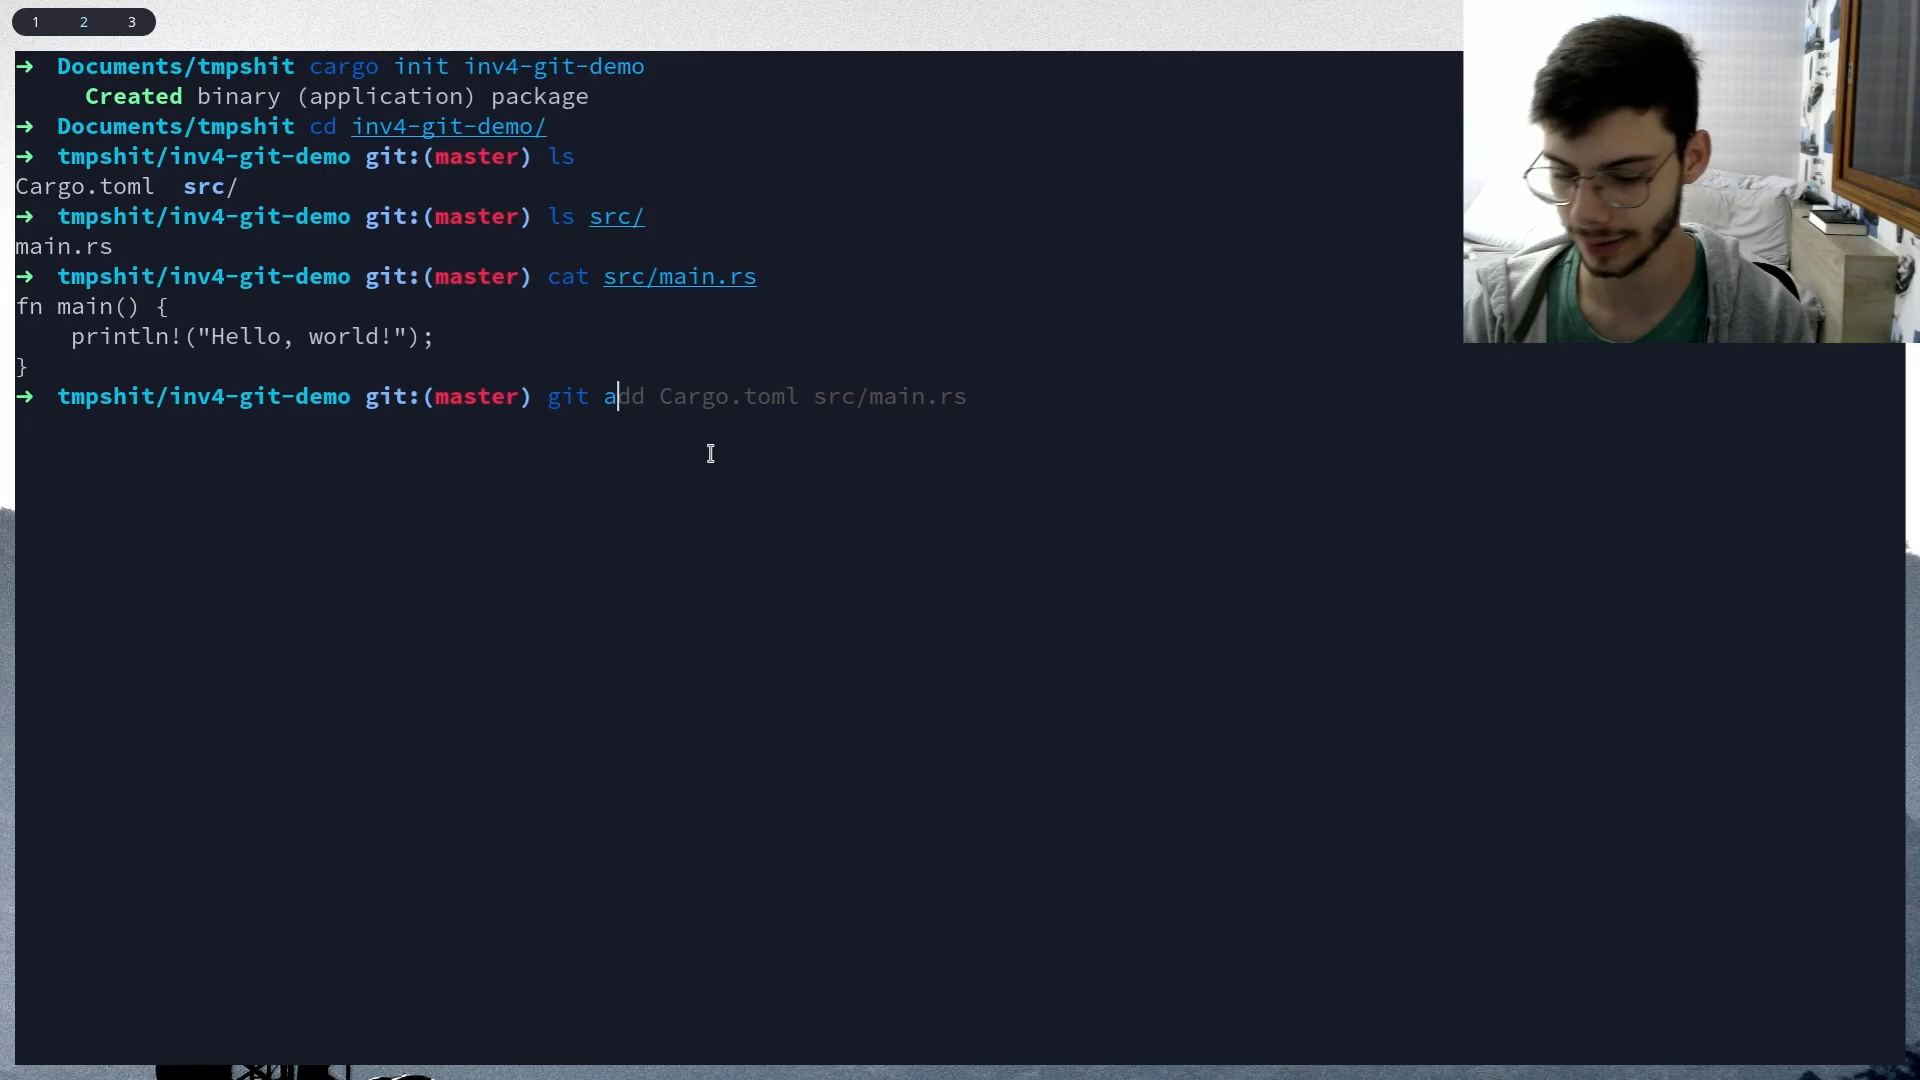 1 2 3
➜ Documents/tmpshit cargo init inv4-git-demo
Created binary (application) package
➜ Documents/tmpshit cd inv4-git-demo/
➜ tmpshit/inv4-git-demo git:(master) ls
Cargo.toml src/
➜ tmpshit/inv4-git-demo git:(master) ls src/
main.rs
➜ tmpshit/inv4-git-demo git:(master) cat src/main.rs
fn main() {
    println!("Hello, world!");
}
➜ tmpshit/inv4-git-demo git:(master) git add Cargo.toml src/main.rs